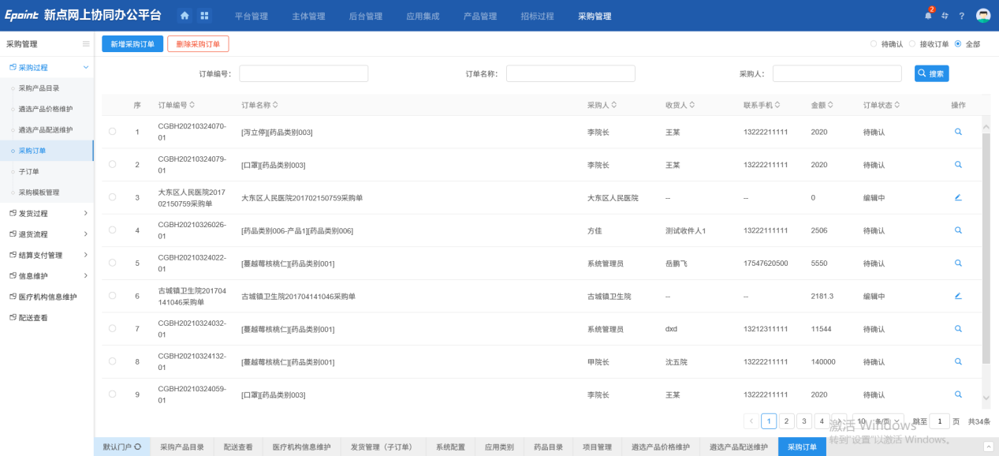 Epoint 新点网上协同办公平台 平台管理 主体管理 后台管理 应用集成 产品管理 招标过程 采购管理 2 ?
采购管理
采购过程
采购产品目录
遴选产品价格维护
遴选产品配送维护
采购订单
子订单
采购模板管理
发货过程
退货流程
结算支付管理
信息维护
医疗机构信息维护
配送查看
新增采购订单 删除采购订单 待确认 接收订单 全部
订单编号: 订单名称: 采购人: 搜索
序 订单编号 订单名称 采购人 收货人 联系手机 金额 订单状态 操作
1 CGBH20210324070-01 [泻立停][药品类别003] 李院长 王某 13222211111 2020 待确认
2 CGBH20210324079-01 [口罩][药品类别003] 李院长 王某 13222211111 2020 待确认
3 大东区人民医院201702150759采购单 大东区人民医院201702150759采购单 大东区人民医院 -- -- 0 编辑中
4 CGBH20210326026-01 [药品类别006-产品1][药品类别006] 方佳 测试收件人1 13222111111 2506 待确认
5 CGBH20210324022-01 [蔓越莓核桃仁][药品类别001] 系统管理员 岳鹏飞 17547620500 5550 待确认
6 古城镇卫生院201704141046采购单 古城镇卫生院201704141046采购单 古城镇卫生院 -- -- 2181.3 编辑中
7 CGBH20210324032-01 [蔓越莓核桃仁][药品类别001] 系统管理员 dxd 13212311111 11544 待确认
8 CGBH20210324132-01 [蔓越莓核桃仁][药品类别001] 甲院长 沈五院 13222211111 140000 待确认
9 CGBH20210324059-01 [口罩][药品类别003] 李院长 王某 13222211111 2020 待确认
1 2 3 4 10 条/页 跳至 1 页 共34条
激活 Windows
转到"设置"以激活 Windows。
默认门户 采购产品目录 配送查看 医疗机构信息维护 发货管理（子订单） 系统配置 应用类别 药品目录 项目管理 遴选产品价格维护 遴选产品配送维护 采购订单